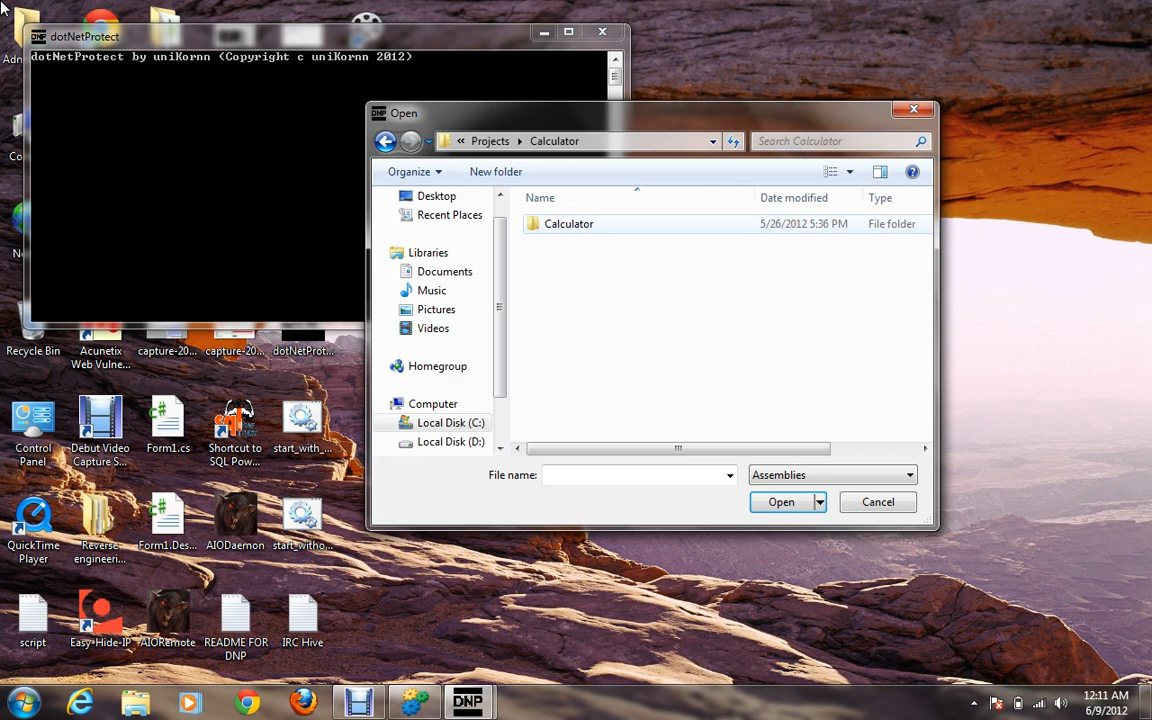 dotNetProtect
dotNetProtect by uniKornn (Copyright c uniKornn 2012)
DNP Open
« Projects Calculator
Search Calculator
Organize
New folder
Name
Date modified
Type
Desktop
Recent Places
Libraries
Documents
Music
Pictures
Videos
Homegroup
Computer
Local Disk (C:)
Local Disk (D:)
Calculator
5/26/2012 5:36 PM
File folder
File name:
Assemblies
Open
Cancel
Recycle Bin
Acunetix
Web Vulne...
capture-20...
capture-20...
dotNetProt...
Control
Panel
Debut Video
Capture S...
Form1.cs
Shortcut to
SQL Pow...
start_with_...
QuickTime
Player
Reverse
engineeri...
Form1.Des...
AIODaemon
start_witho...
script
Easy-Hide-IP
AIORemote
README FOR
DNP
IRC Hive
DNP
12:11 AM
6/9/2012